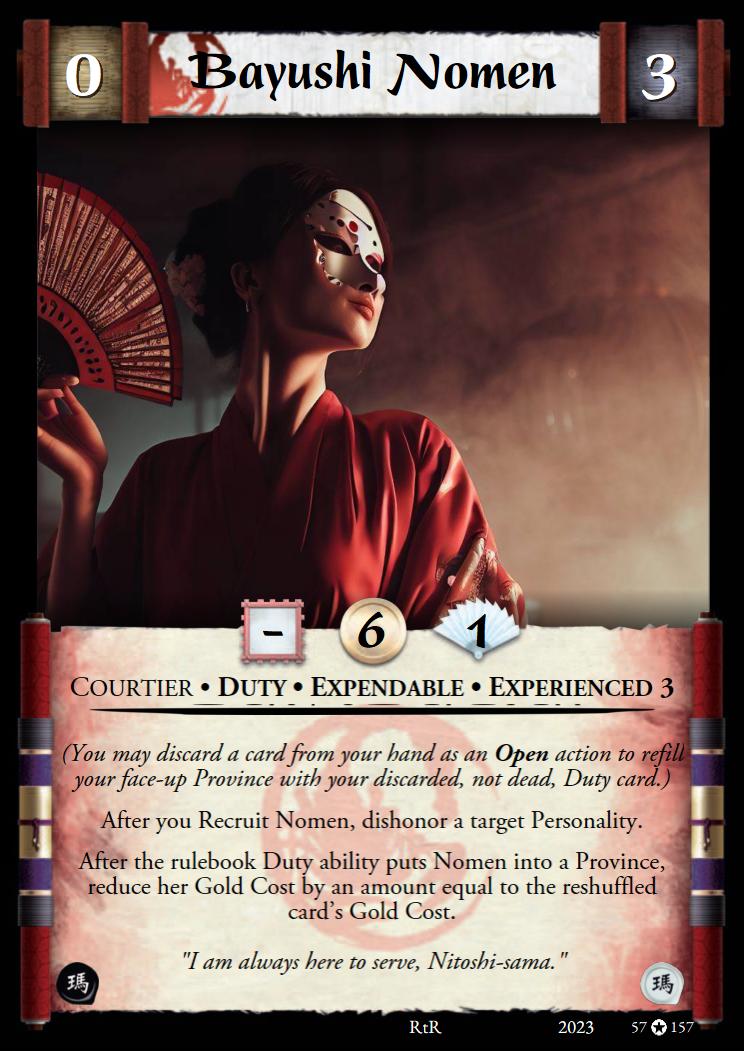 0 Bayushi Nomen 3
- 6 1
COURTIER • DUTY • EXPENDABLE • EXPERIENCED 3
(You may discard a card from your hand as an Open action to refill
your face-up Province with your discarded, not dead, Duty card.)
After you Recruit Nomen, dishonor a target Personality.
After the rulebook Duty ability puts Nomen into a Province,
reduce her Gold Cost by an amount equal to the reshuffled
card's Gold Cost.
"I am always here to serve, Nitoshi-sama."
瑪 瑪
RtR 2023 57 ✪ 157